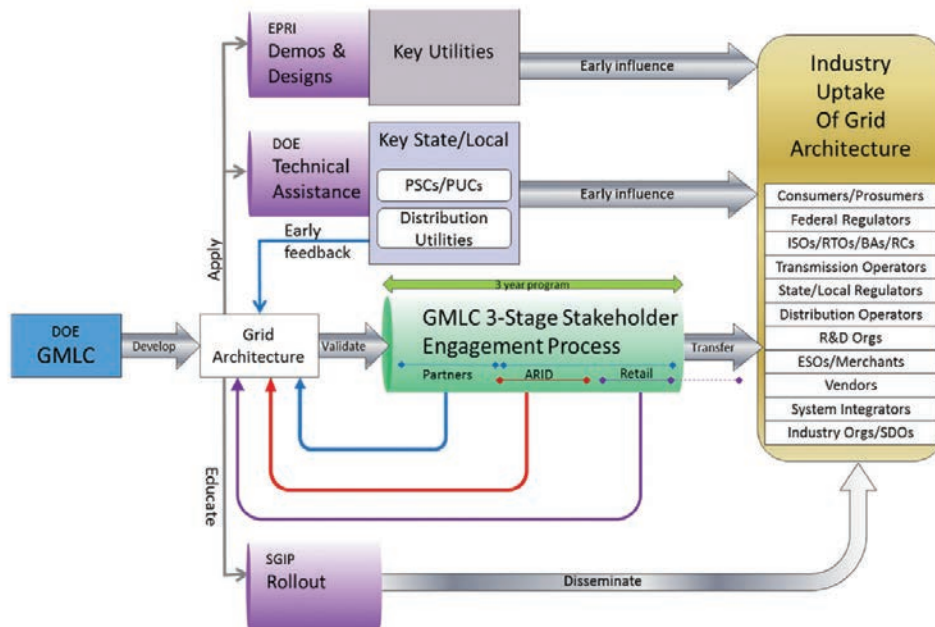 EPRI
Demos &
Designs
Key Utilities
Early influence
Industry
Uptake
Of Grid
Architecture
DOE
Technical
Assistance
Key State/Local
PSCs/PUCs
Distribution
Utilities
Early influence
Consumers/Prosumers
Federal Regulators
ISOs/RTOs/BAs/RCs
Transmission Operators
State/Local Regulators
Distribution Operators
R&D Orgs
ESOs/Merchants
Vendors
System Integrators
Industry Orgs/SDOs
Early
feedback
Apply
3 year program
DOE
GMLC
Develop
Grid
Architecture
Validate
GMLC 3-Stage Stakeholder
Engagement Process
Partners
ARID
Retail
Transfer
Educate
SGIP
Rollout
Disseminate